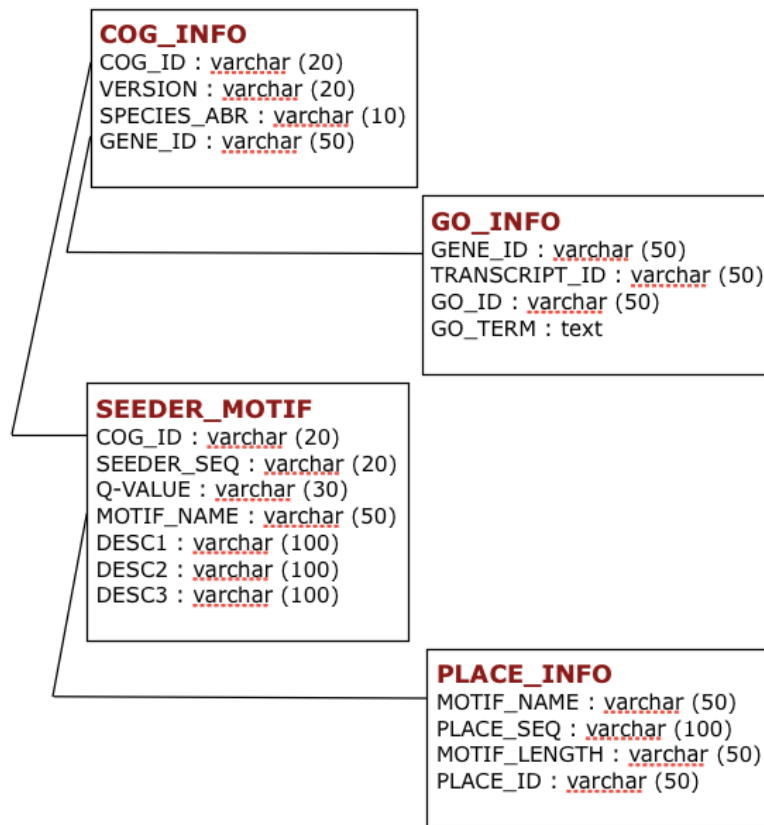 COG_INFO
COG_ID : varchar (20)
VERSION : varchar (20)
SPECIES_ABR : varchar (10)
GENE_ID : varchar (50)
GO_INFO
GENE_ID : varchar (50)
TRANSCRIPT_ID : varchar (50)
GO_ID : varchar (50)
GO_TERM : text
SEEDER_MOTIF
COG_ID : varchar (20)
SEEDER_SEQ : varchar (20)
Q-VALUE : varchar (30)
MOTIF_NAME : varchar (50)
DESC1 : varchar (100)
DESC2 : varchar (100)
DESC3 : varchar (100)
PLACE_INFO
MOTIF_NAME : varchar (50)
PLACE_SEQ : varchar (100)
MOTIF_LENGTH : varchar (50)
PLACE_ID : varchar (50)